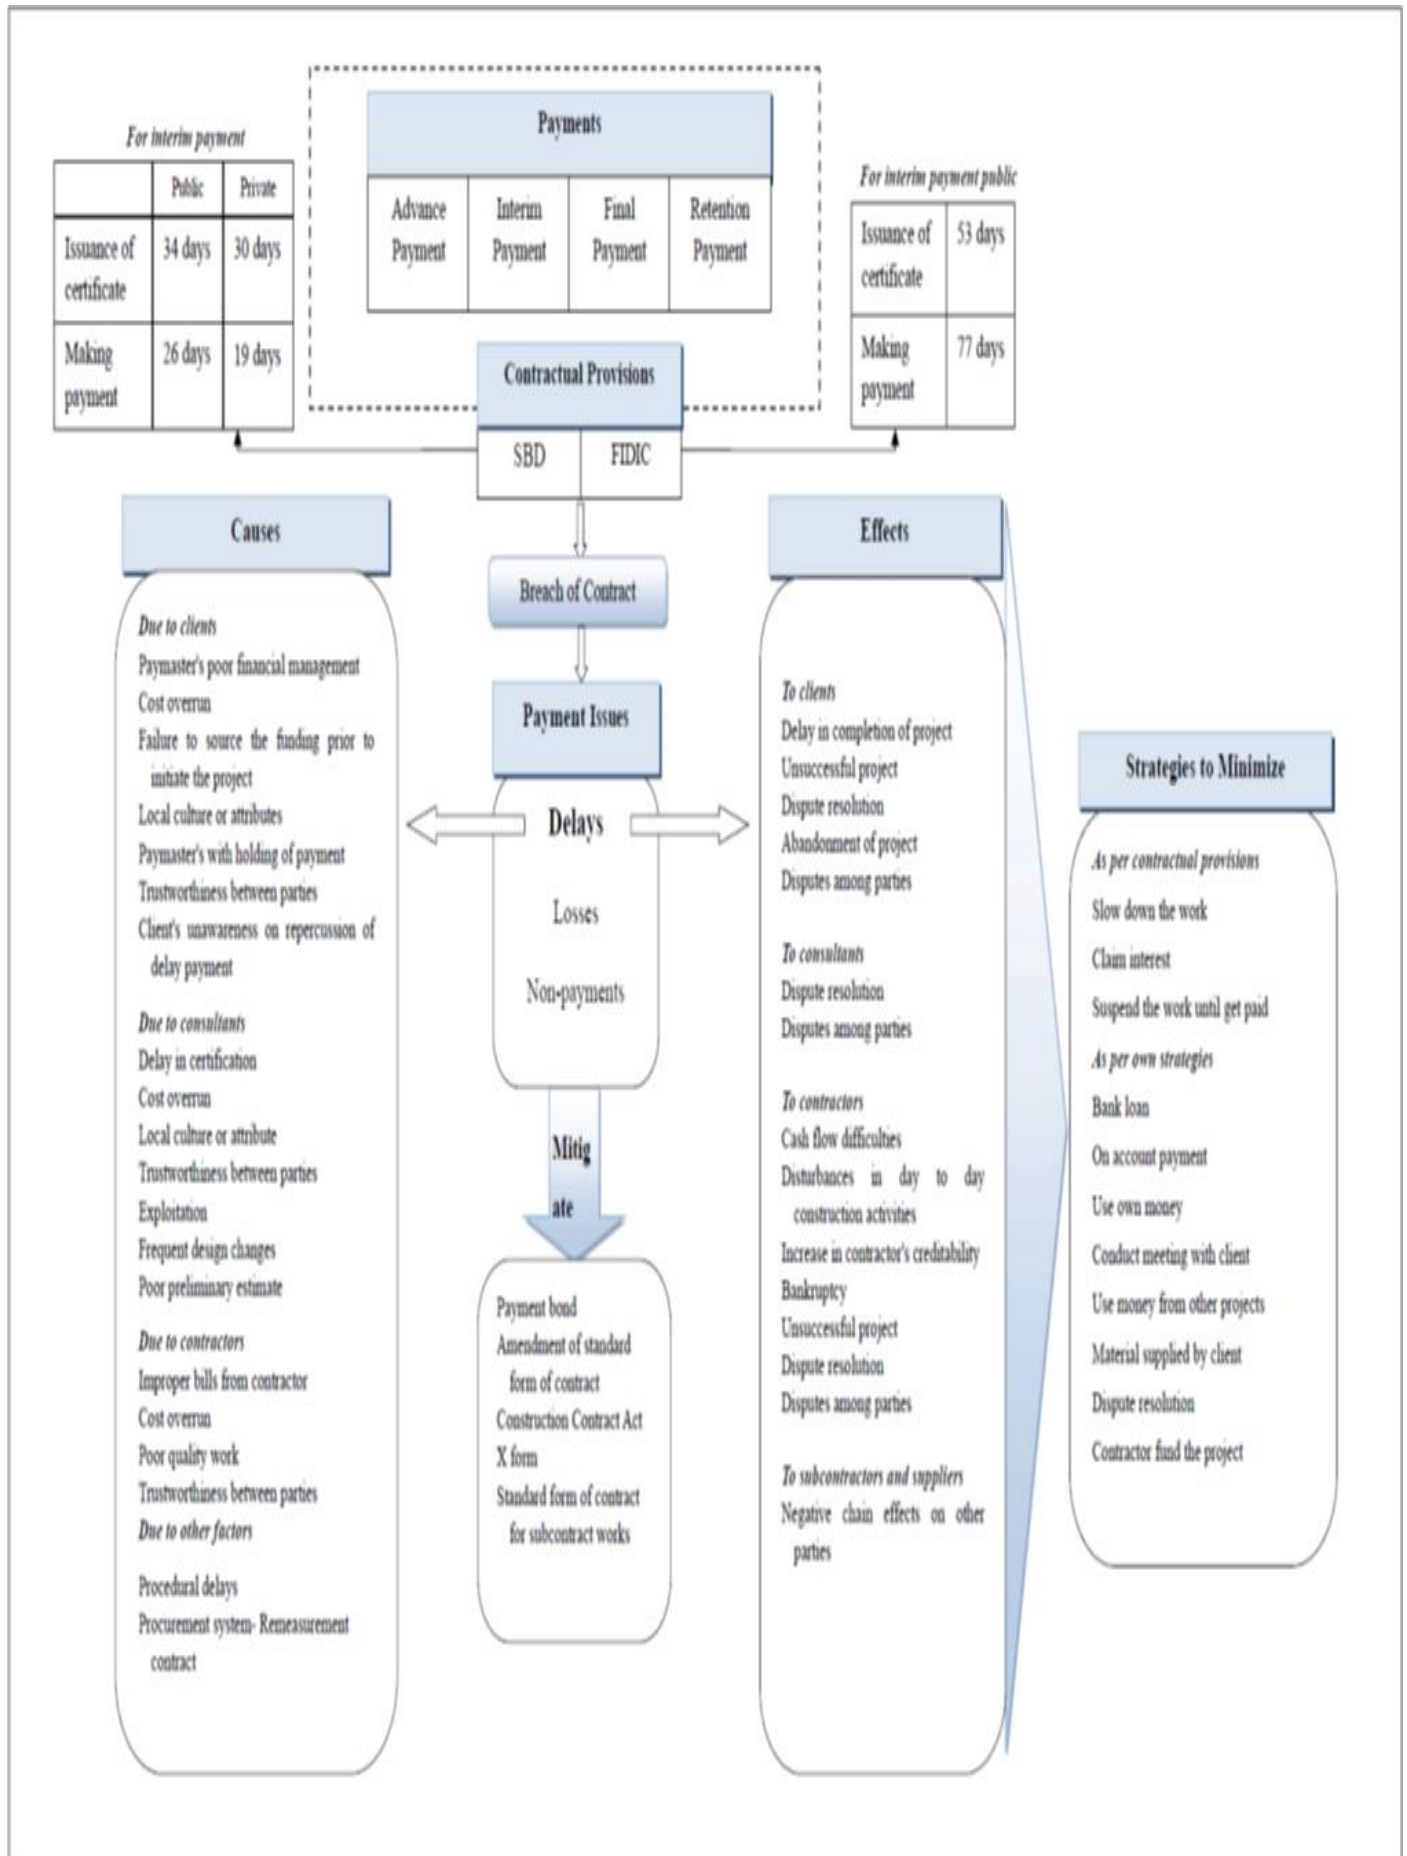 For interim payment
Public Private
Issuance of 34 days 30 days
certificate
Making 26 days 19 days
payment
Payments
Advance Interim Final Retention
Payment Payment Payment Payment
Contractual Provisions
SBD FIDIC
For interim payment public
Issuance of 53 days
certificate
Making 77 days
payment
Causes
Due to clients
Paymaster's poor financial management
Cost overrun
Failure to source the funding prior to
initiate the project
Local culture or attributes
Paymaster's with holding of payment
Trustworthiness between parties
Client's unawareness on repercussion of
delay payment
Due to consultants
Delay in certification
Cost overrun
Local culture or attribute
Trustworthiness between parties
Exploitation
Frequent design changes
Poor preliminary estimate
Due to contractors
Improper bills from contractor
Cost overrun
Poor quality work
Trustworthiness between parties
Due to other factors
Procedural delays
Procurement system- Remeasurement
contract
Breach of Contract
Payment Issues
Delays
Losses
Non-payments
Mitig
ate
Payment bond
Amendment of standard
form of contract
Construction Contract Act
X form
Standard form of contract
for subcontract works
Effects
To clients
Delay in completion of project
Unsuccessful project
Dispute resolution
Abandonment of project
Disputes among parties
To consultants
Dispute resolution
Disputes among parties
To contractors
Cash flow difficulties
Disturbances in day to day
construction activities
Increase in contractor's creditability
Bankruptcy
Unsuccessful project
Dispute resolution
Disputes among parties
To subcontractors and suppliers
Negative chain effects on other
parties
Strategies to Minimize
As per contractual provisions
Slow down the work
Claim interest
Suspend the work until get paid
As per own strategies
Bank loan
On account payment
Use own money
Conduct meeting with client
Use money from other projects
Material supplied by client
Dispute resolution
Contractor fund the project